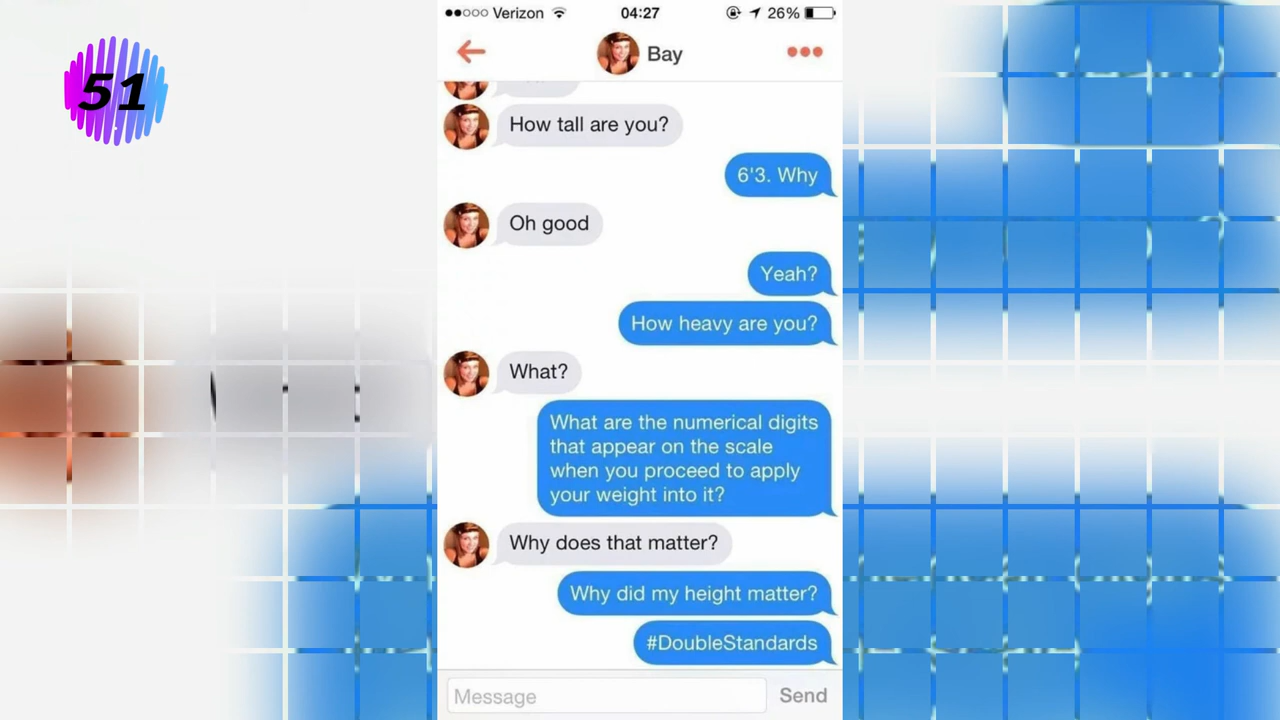 51
Verizon 04:27 26%
Bay
How tall are you?
6'3. Why
Oh good
Yeah?
How heavy are you?
What?
What are the numerical digits
that appear on the scale
when you proceed to apply
your weight into it?
Why does that matter?
Why did my height matter?
#DoubleStandards
Message Send